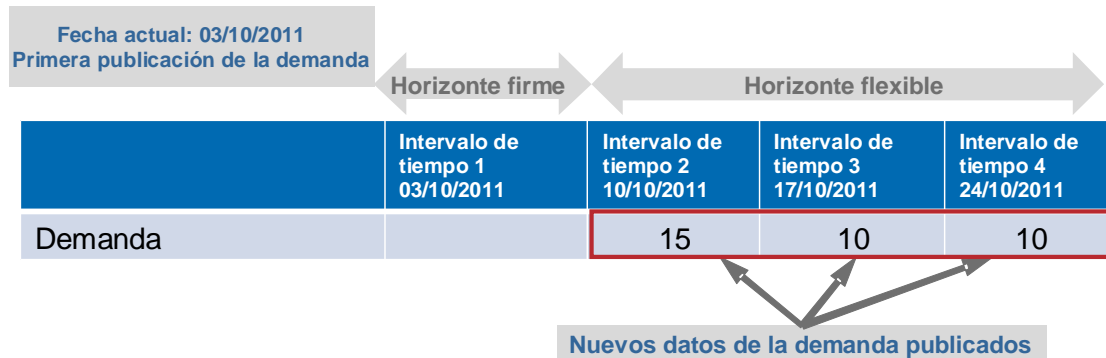 Fecha actual: 03/10/2011
Primera publicación de la demanda
Horizonte firme
Horizonte flexible
Intervalo de
tiempo 1
03/10/2011
Intervalo de
tiempo 2
10/10/2011
Intervalo de
tiempo 3
17/10/2011
Intervalo de
tiempo 4
24/10/2011
Demanda 15 10 10
Nuevos datos de la demanda publicados